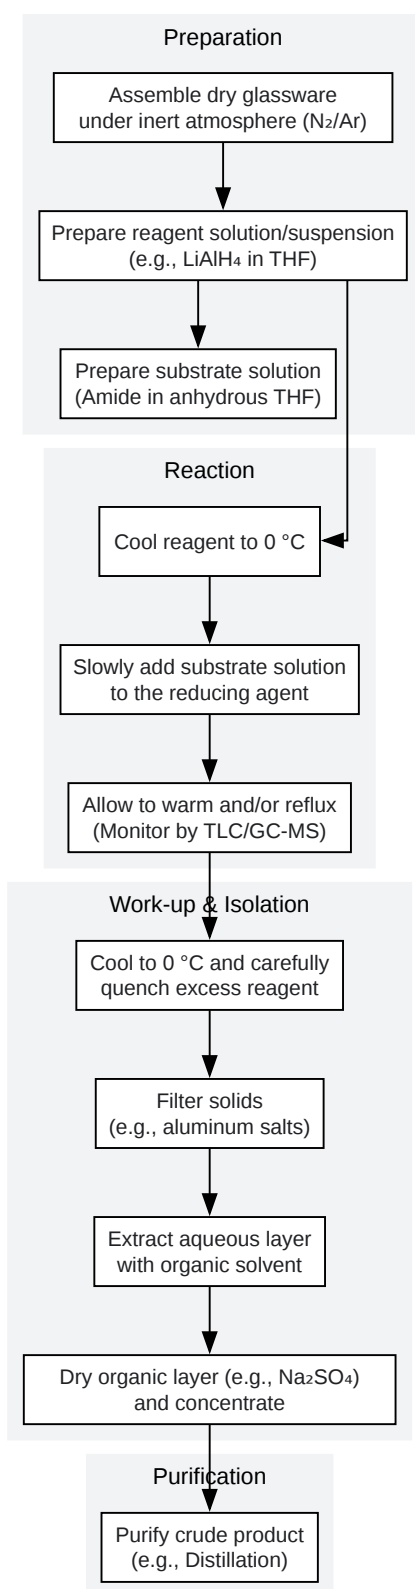 Preparation
Assemble dry glassware
under inert atmosphere (N₂/Ar)
Prepare reagent solution/suspension
(e.g., LiAlH₄ in THF)
Prepare substrate solution
(Amide in anhydrous THF)
Reaction
Cool reagent to 0 °C
Slowly add substrate solution
to the reducing agent
Allow to warm and/or reflux
(Monitor by TLC/GC-MS)
Work-up & Isolation
Cool to 0 °C and carefully
quench excess reagent
Filter solids
(e.g., aluminum salts)
Extract aqueous layer
with organic solvent
Dry organic layer (e.g., Na₂SO₄)
and concentrate
Purification
Purify crude product
(e.g., Distillation)